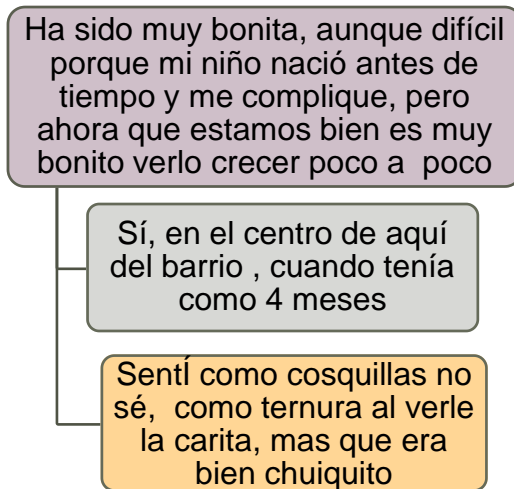 Ha sido muy bonita, aunque difícil
porque mi niño nació antes de
tiempo y me complique, pero
ahora que estamos bien es muy
bonito verlo crecer poco a  poco
Sí, en el centro de aquí
del barrio , cuando tenía
como 4 meses
SentÍ como cosquillas no
sé,  como ternura al verle
la carita, mas que era
bien chuiquito